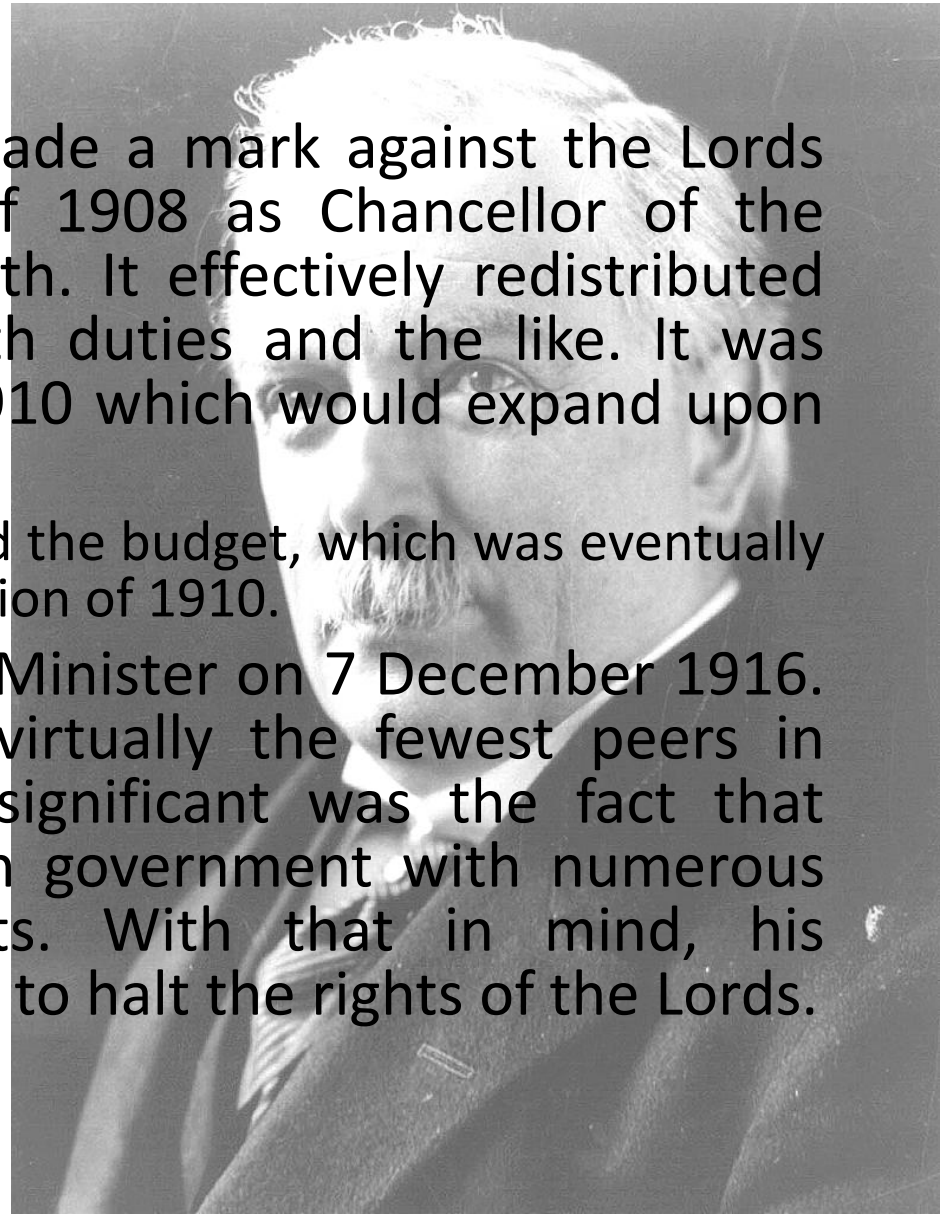 ade a mark against the Lords
f 1908 as Chancellor of the
th. It effectively redistributed
h duties and the like. It was
10 which would expand upon
d the budget, which was eventually
ion of 1910.
Minister on 7 December 1916.
virtually the fewest peers in
significant was the fact that
government with numerous
ts. With that in mind, his
to halt the rights of the Lords.